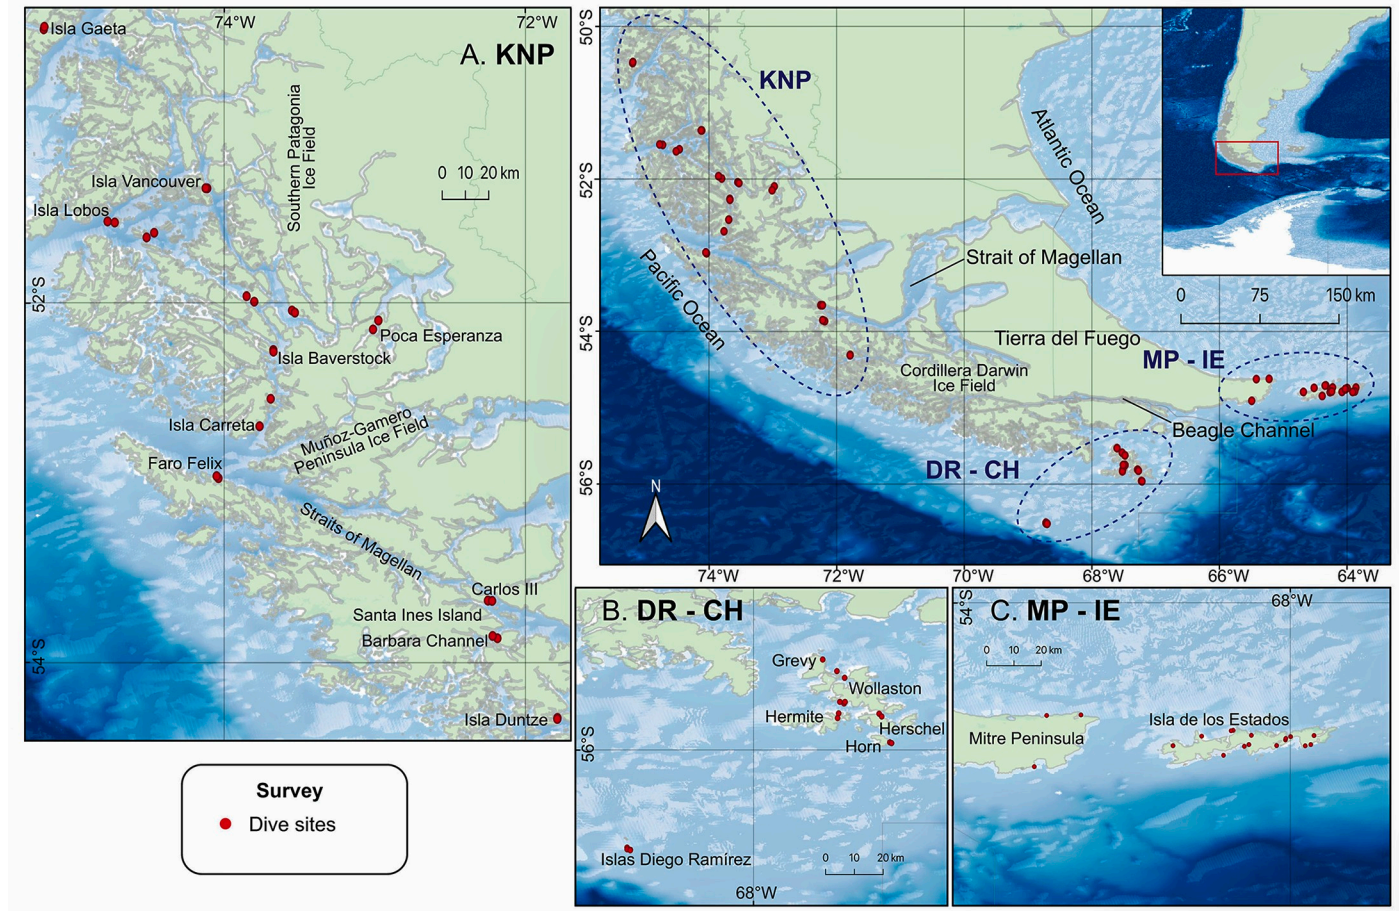 74°W
72°W
Isla Gaeta
A. KNP
Southern Patagonia
Ice Field
0 10 20 km
Isla Vancouver
Isla Lobos
52°S
Poca Esperanza
Isla Baverstock
Isla Carreta
Muñoz-Gamero
Peninsula Ice Field
Faro Felix
Straits of Magellan
Carlos III
Santa Ines Island
Barbara Channel
54°S
Isla Duntze
50°S
KNP
Atlantic Ocean
52°S
Strait of Magellan
Pacific Ocean
0 75 150 km
54°S
Tierra del Fuego
MP - IE
Cordillera Darwin
Ice Field
Beagle Channel
DR - CH
56°S
N
74°W
72°W
70°W
68°W
66°W
64°W
B. DR - CH
Grevy
Wollaston
Hermite
Herschel
Horn
56°S
Islas Diego Ramírez
0 10 20 km
68°W
54°S
C. MP - IE
68°W
0 10 20 km
Isla de los Estados
Mitre Peninsula
Survey
Dive sites